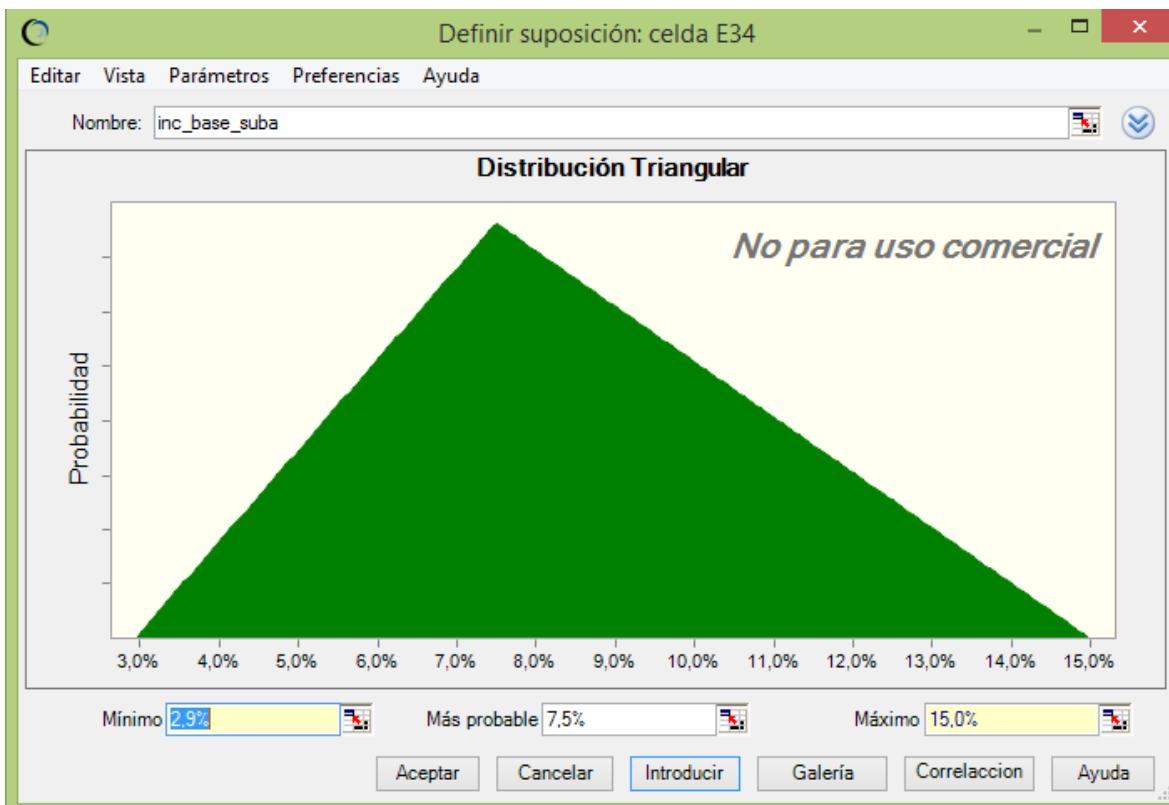 Definir suposición: celda E34
Editar Vista Parámetros Preferencias Ayuda
Nombre: inc_base_suba
Distribución Triangular
No para uso comercial
Probabilidad
3,0% 4,0% 5,0% 6,0% 7,0% 8,0% 9,0% 10,0% 11,0% 12,0% 13,0% 14,0% 15,0%
Mínimo 2,9% Más probable 7,5% Máximo 15,0%
Aceptar Cancelar Introducir Galería Correlaccion Ayuda